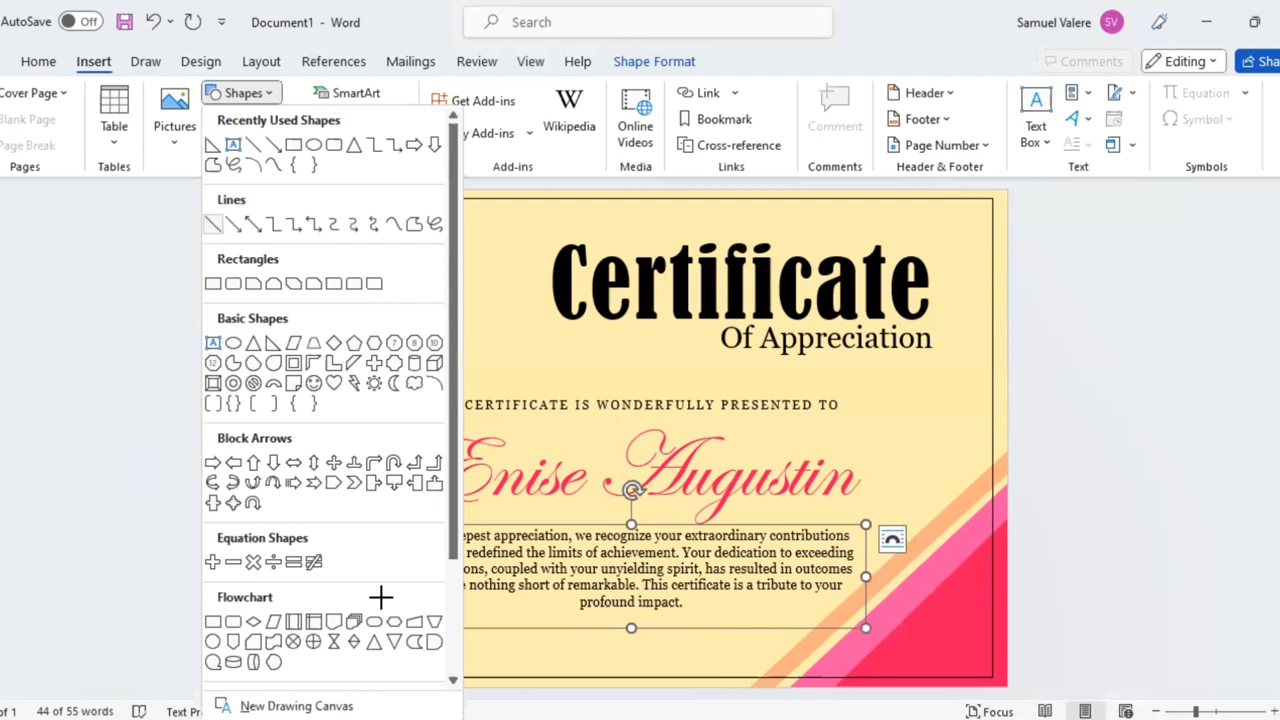 AutoSave Off Document1 - Word Search Samuel Valere SV
Home Insert Draw Design Layout References Mailings Review View Help Shape Format Comments Editing Sha
Cover Page
Blank Page
Page Break
Pages
Table
Tables
Pictures
Shapes
SmartArt
Get Add-ins
y Add-ins
Wikipedia
Add-ins
Online
Videos
Media
Link
Bookmark
Cross-reference
Links
Comment
Comments
Header
Footer
Page Number
Header & Footer
Text
Box
Text
Equation
Symbol
Symbols
Recently Used Shapes
Lines
Rectangles
Basic Shapes
Block Arrows
Equation Shapes
Flowchart
New Drawing Canvas
Certificate
Of Appreciation
CERTIFICATE IS WONDERFULLY PRESENTED TO
Enise Augustin
epest appreciation, we recognize your extraordinary contributions
redefined the limits of achievement. Your dedication to exceeding
ons, coupled with your unyielding spirit, has resulted in outcomes
nothing short of remarkable. This certificate is a tribute to your
profound impact.
of 1 44 of 55 words Text Pr Focus